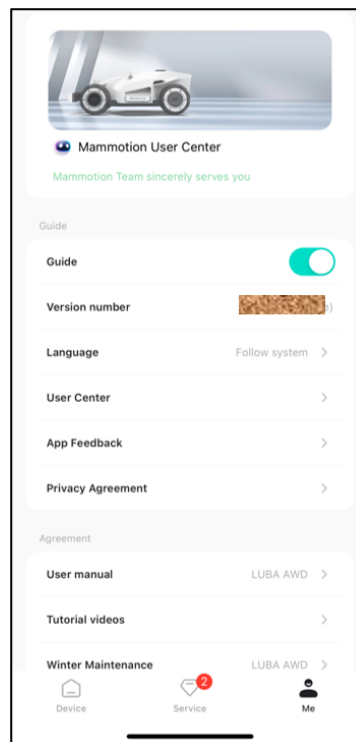 Mammotion User Center
Mammotion Team sincerely serves you
Guide
Guide
Version number
Language Follow system
User Center
App Feedback
Privacy Agreement
Agreement
User manual LUBA AWD
Tutorial videos
Winter Maintenance LUBA AWD
2
Device Service Me